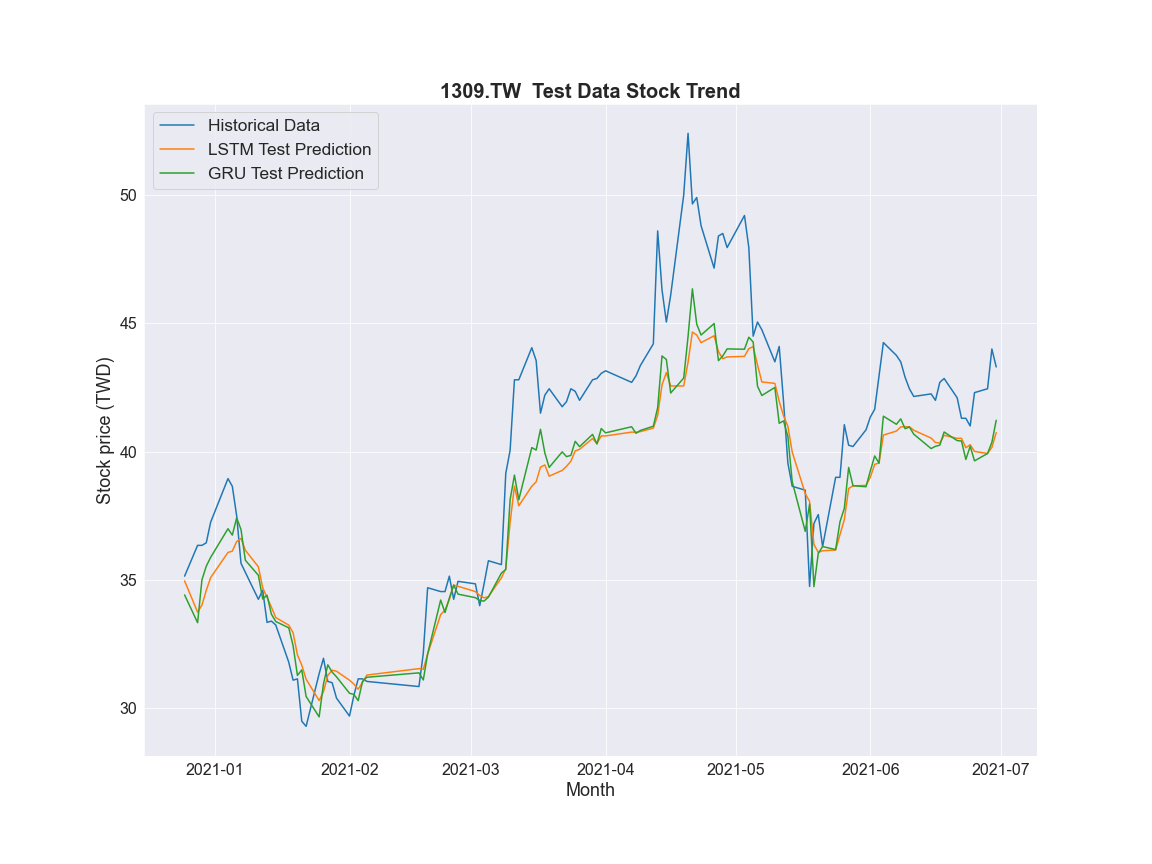 1309.TW  Test Data Stock Trend
Historical Data
LSTM Test Prediction
GRU Test Prediction
Stock price (TWD)
50
45
40
35
30
2021-01 2021-02 2021-03 2021-04 2021-05 2021-06 2021-07
Month